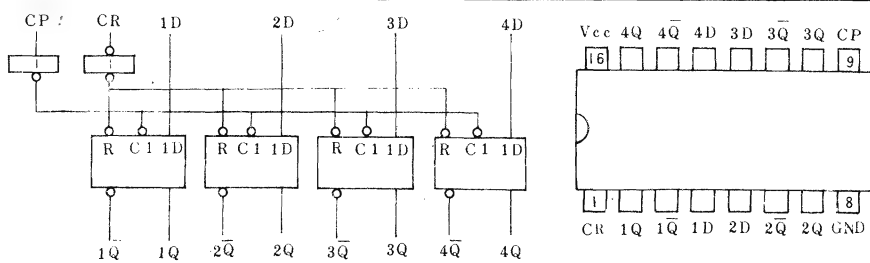 CP CR 1D 2D 3D 4D
R C1 1D R C1 1D R C1 1D R C1 1D
1Q̅ 1Q 2Q̅ 2Q 3Q̅ 3Q 4Q̅ 4Q
Vcc 4Q 4Q̅ 4D 3D 3Q̅ 3Q CP
16 9
1 8
CR 1Q 1Q̅ 1D 2D 2Q̅ 2Q GND